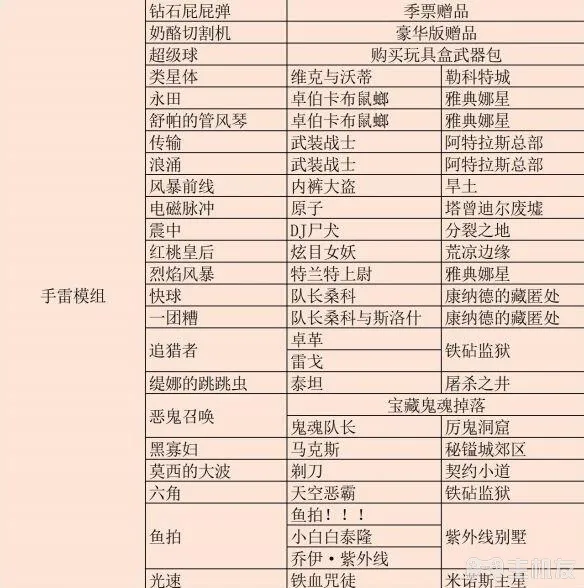 钻石屁屁弹 季票赠品
奶酪切割机 豪华版赠品
超级球 购买玩具盒武器包
类星体 维克与沃蒂 勒科特城
永田 卓伯卡布鼠螂 雅典娜星
舒帕的管风琴 卓伯卡布鼠螂 雅典娜星
传输 武装战士 阿特拉斯总部
浪涌 武装战士 阿特拉斯总部
风暴前线 内裤大盗 旱土
电磁脉冲 原子 塔曾迪尔废墟
震中 DJ尸犬 分裂之地
红桃皇后 炫目女妖 荒凉边缘
烈焰风暴 特兰特上尉 雅典娜星
手雷模组
快球 队长桑科 康纳德的藏匿处
一团糟 队长桑科与斯洛什 康纳德的藏匿处
追猎者 卓革 铁砧监狱
雷戈
缇娜的跳跳虫 泰坦 屠杀之井
恶鬼召唤 宝藏鬼魂掉落
鬼魂队长 厉鬼洞窟
黑寡妇 马克斯 秘镒城郊区
莫西的大波 剃刀 契约小道
六角 天空恶霸 铁砧监狱
鱼拍 鱼拍！！！ 紫外线别墅
小白白泰隆
乔伊·紫外线
光速 铁血咒徒 米诺斯主星